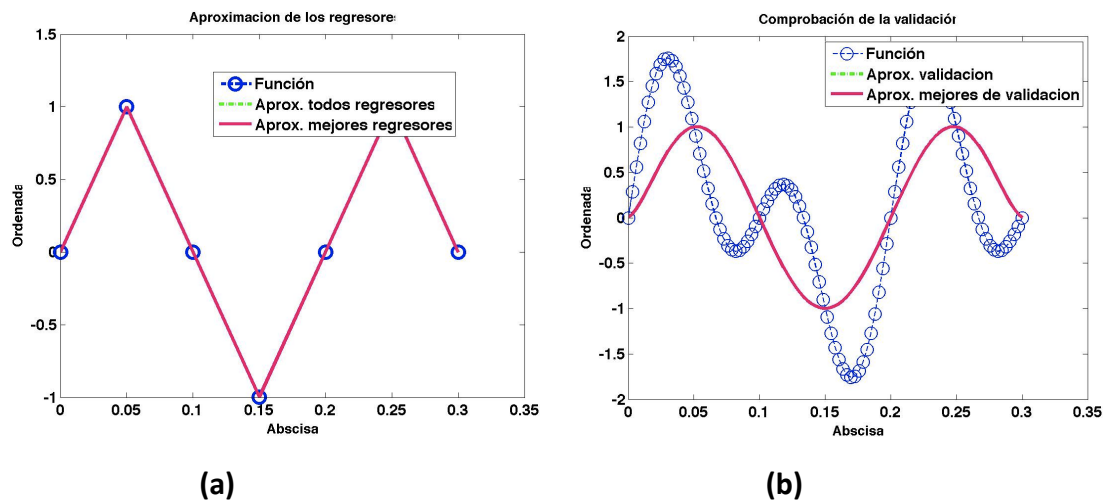 Aproximacion de los regresores
1.5
1
0.5
0
-0.5
-1
Ordenada
Función
Aprox. todos regresores
Aprox. mejores regresores
0 0.05 0.1 0.15 0.2 0.25 0.3 0.35
Abscisa
(a)
Comprobación de la validación
2
1.5
1
0.5
0
-0.5
-1
-1.5
-2
Ordenada
Función
Aprox. validacion
Aprox. mejores de validacion
0 0.05 0.1 0.15 0.2 0.25 0.3 0.35
Abscisa
(b)